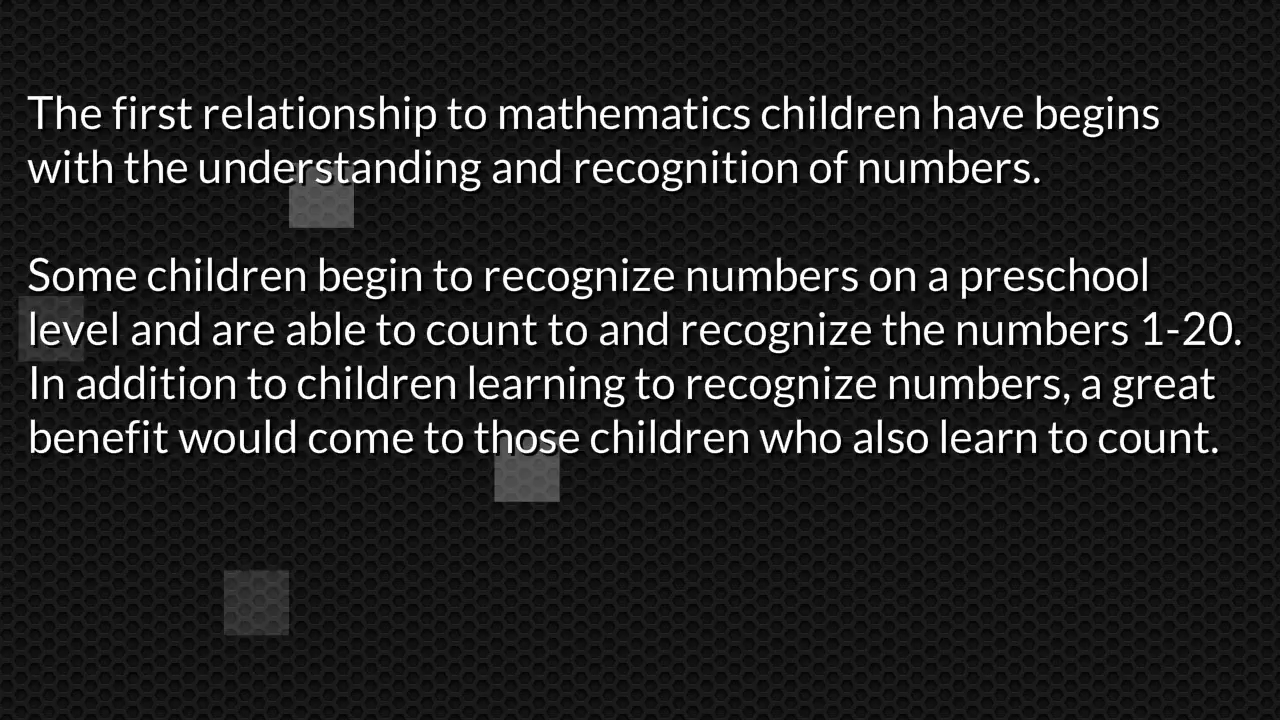 The first relationship to mathematics children have begins
with the understanding and recognition of numbers.
Some children begin to recognize numbers on a preschool
level and are able to count to and recognize the numbers 1-20.
In addition to children learning to recognize numbers, a great
benefit would come to those children who also learn to count.